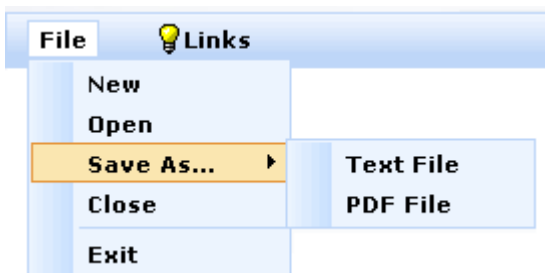 File Links
New
Open
Save As...
Text File
Close
PDF File
Exit